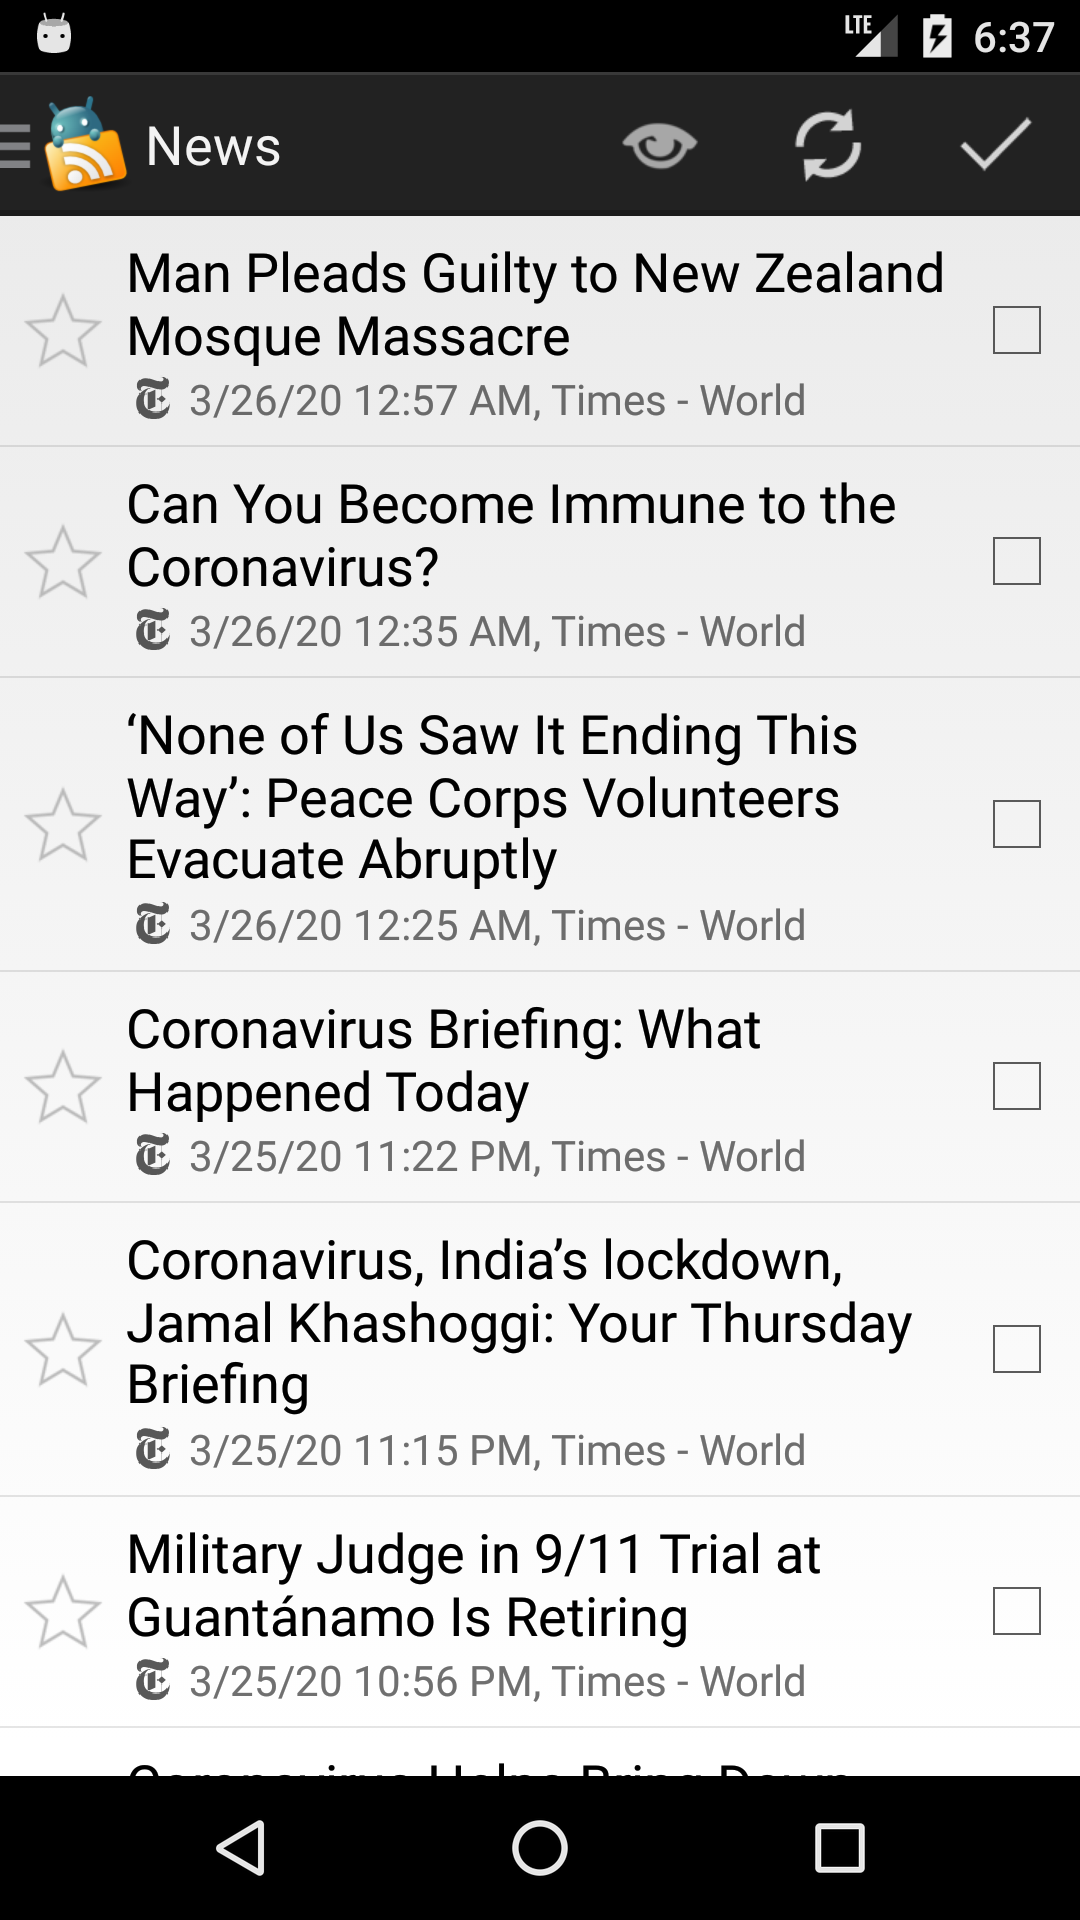 LTE 6:37
News
Man Pleads Guilty to New Zealand
Mosque Massacre
3/26/20 12:57 AM, Times - World
Can You Become Immune to the
Coronavirus?
3/26/20 12:35 AM, Times - World
‘None of Us Saw It Ending This
Way’: Peace Corps Volunteers
Evacuate Abruptly
3/26/20 12:25 AM, Times - World
Coronavirus Briefing: What
Happened Today
3/25/20 11:22 PM, Times - World
Coronavirus, India’s lockdown,
Jamal Khashoggi: Your Thursday
Briefing
3/25/20 11:15 PM, Times - World
Military Judge in 9/11 Trial at
Guantánamo Is Retiring
3/25/20 10:56 PM, Times - World
Coronavirus Helps Bring Down